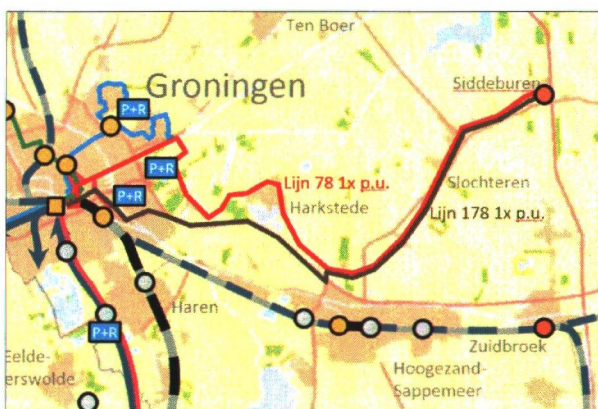 Ten Boer
Groningen
P+R
Siddeburen
P+R
Lijn 78 1x p.u.
Slochteren
P+R
Harkstede
Lijn 178 1x p.u.
Haren
P+R
Zuidbroek
Eelde-
erswolde
Hoogezand-
Sappemeer